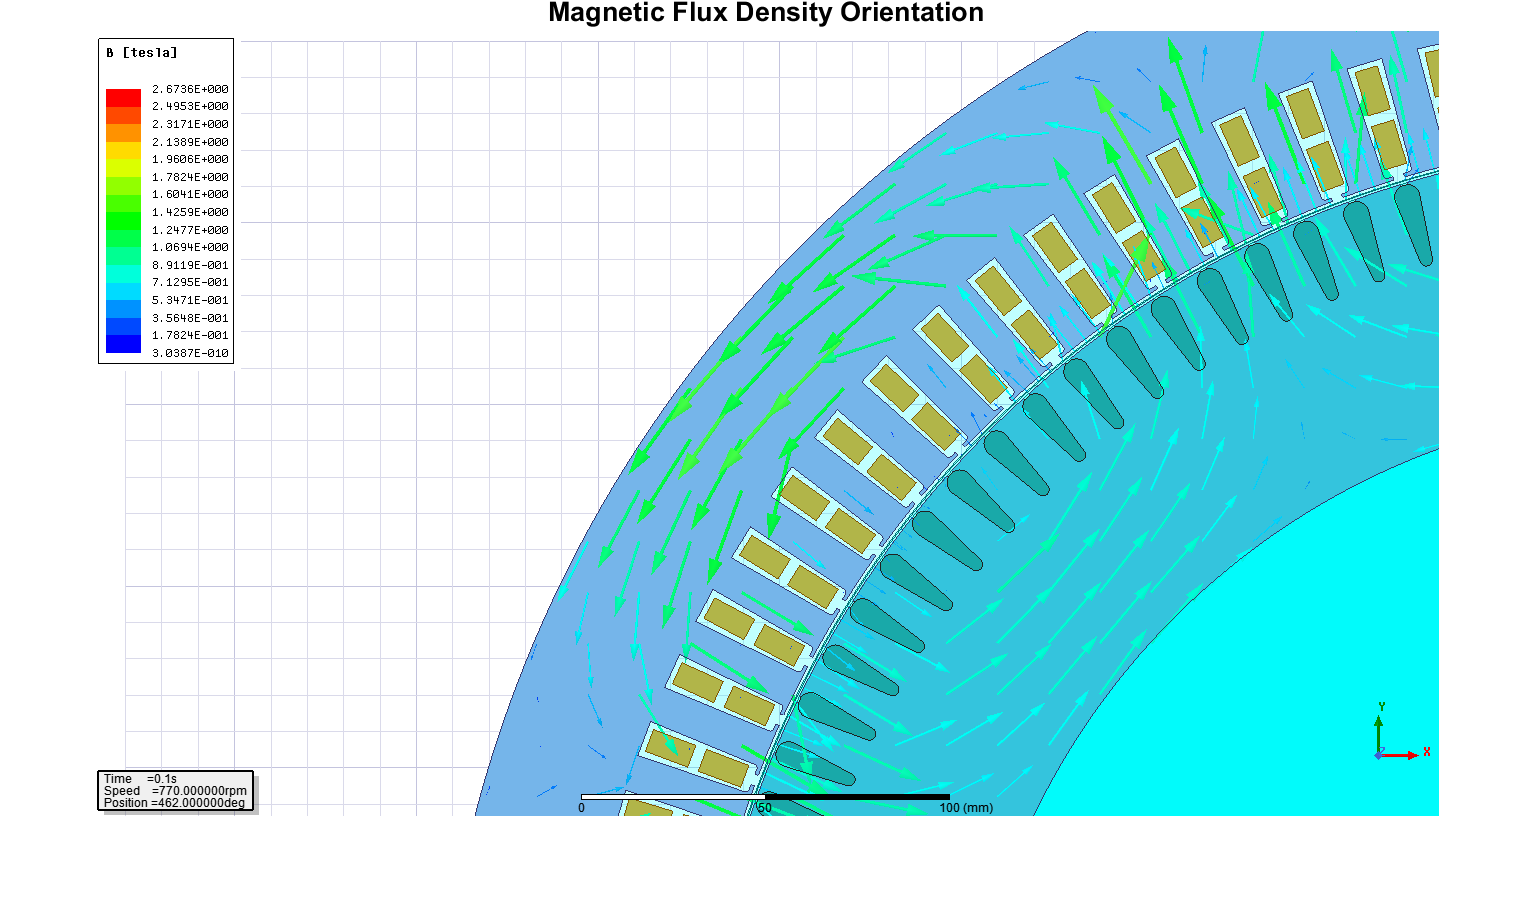 Magnetic Flux Density Orientation
B [tesla]
2.6736E+000
2.4953E+000
2.3171E+000
2.1389E+000
1.9606E+000
1.7824E+000
1.6041E+000
1.4259E+000
1.2477E+000
1.0694E+000
8.9119E-001
7.1295E-001
5.3471E-001
3.5648E-001
1.7824E-001
3.0387E-010
Y
X
Z
Time =0.1s
Speed =770.000000rpm
Position =462.000000deg
0 50 100 (mm)